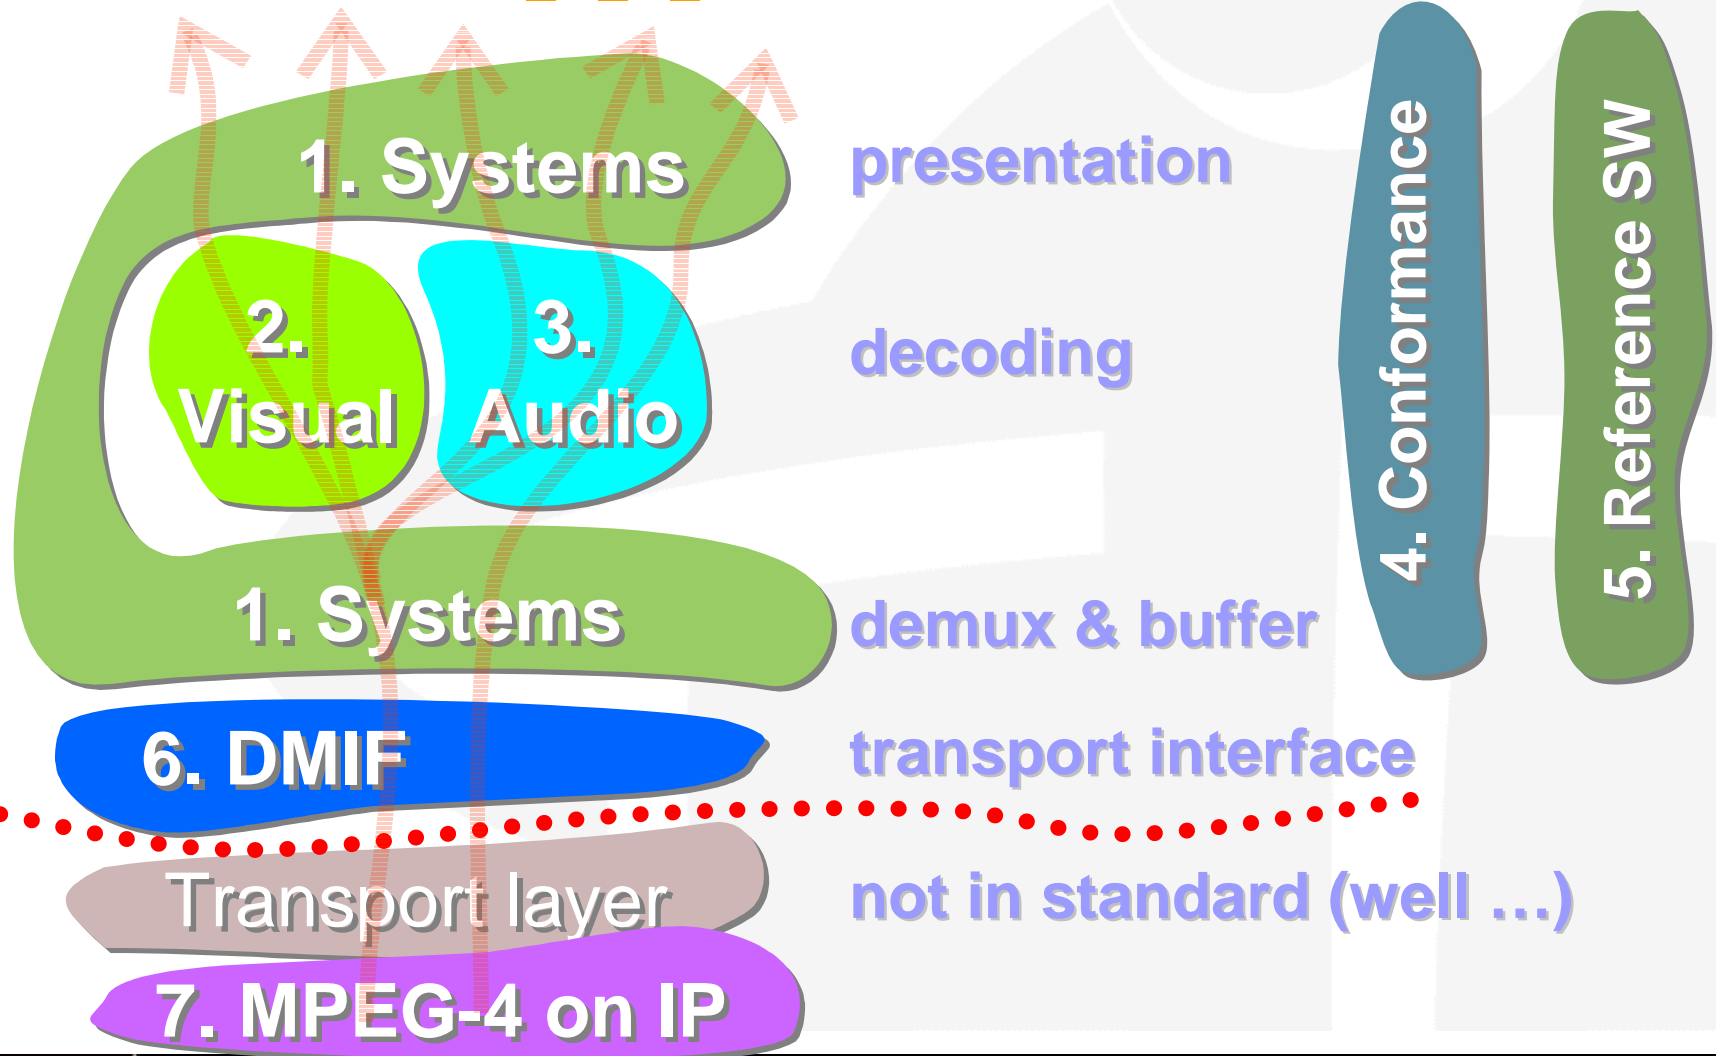 1. Systems
presentation
2.
Visual
3.
Audio
decoding
1. Systems
demux & buffer
6. DMIF
transport interface
Transport layer
not in standard (well …)
7. MPEG-4 on IP
4. Conformance
5. Reference SW